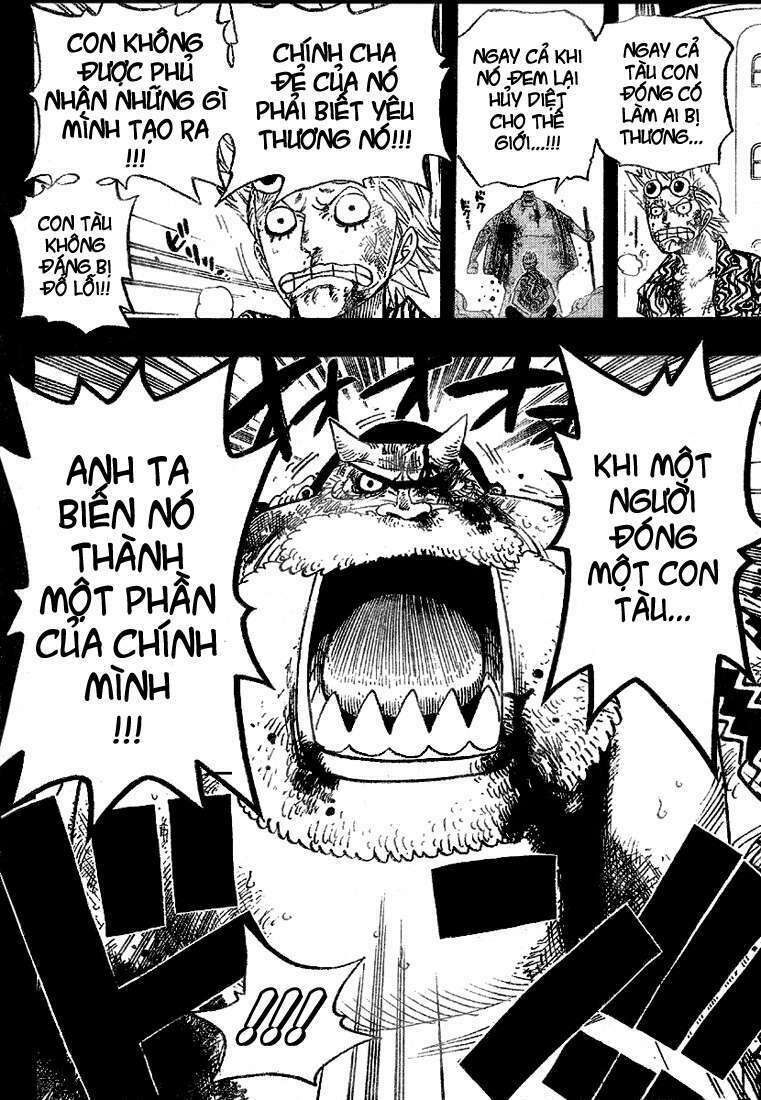 NGAY CẢ
TÀU CON
ĐÓNG CÓ
LÀM AI BỊ
THƯƠNG...
NGAY CẢ KHI
NÓ ĐEM LẠI
HỦY DIỆT
CHO THẾ
GIỚI...!!!
CHÍNH CHA
ĐẺ CỦA NÓ
PHẢI BIẾT YÊU
THƯƠNG NÓ!!!
CON KHÔNG
ĐƯỢC PHỦ
NHẬN NHỮNG GÌ
MÌNH TẠO RA
!!!
CON TÀU
KHÔNG
ĐÁNG BỊ
ĐỔ LỖI!!
KHI MỘT
NGƯỜI
ĐÓNG
MỘT CON
TÀU...
ANH TA
BIẾN NÓ
THÀNH
MỘT PHẦN
CỦA CHÍNH
MÌNH
!!!
!!!